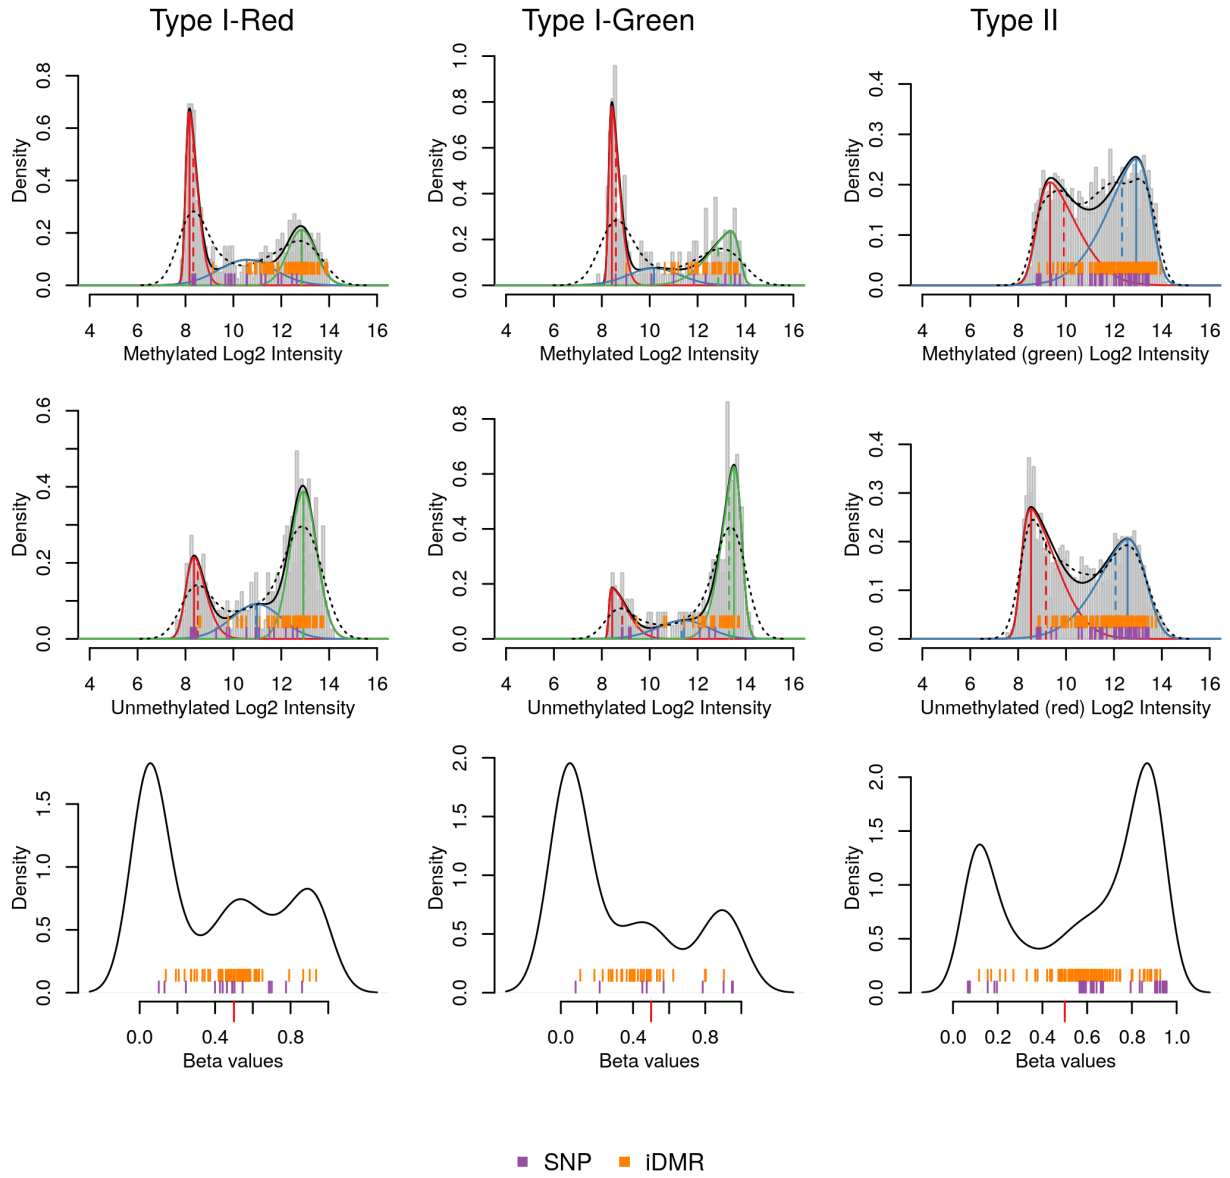 Type I-Red Type I-Green Type II
Density
0.0 0.2 0.4 0.6 0.8
4 6 8 10 12 14 16
Methylated Log2 Intensity
Density
0.0 0.2 0.4 0.6 0.8 1.0
4 6 8 10 12 14 16
Methylated Log2 Intensity
Density
0.0 0.1 0.2 0.3 0.4
4 6 8 10 12 14 16
Methylated (green) Log2 Intensity
Density
0.0 0.2 0.4 0.6
4 6 8 10 12 14 16
Unmethylated Log2 Intensity
Density
0.0 0.2 0.4 0.6 0.8
4 6 8 10 12 14 16
Unmethylated Log2 Intensity
Density
0.0 0.1 0.2 0.3 0.4
4 6 8 10 12 14 16
Unmethylated (red) Log2 Intensity
Density
0.0 0.5 1.0 1.5
0.0 0.4 0.8
Beta values
Density
0.0 0.5 1.0 1.5 2.0
0.0 0.4 0.8
Beta values
Density
0.0 0.5 1.0 1.5 2.0
0.0 0.2 0.4 0.6 0.8 1.0
Beta values
SNP iDMR